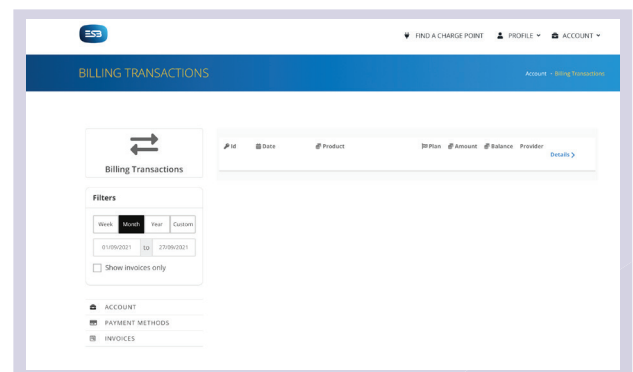 ESB
FIND A CHARGE POINT PROFILE ACCOUNT
BILLING TRANSACTIONS
Account - Billing Transactions
Billing Transactions
Id Date Product Plan Amount Balance Provider
Details
Filters
Week Month Year Custom
01/09/2021 to 27/09/2021
Show invoices only
ACCOUNT
PAYMENT METHODS
INVOICES